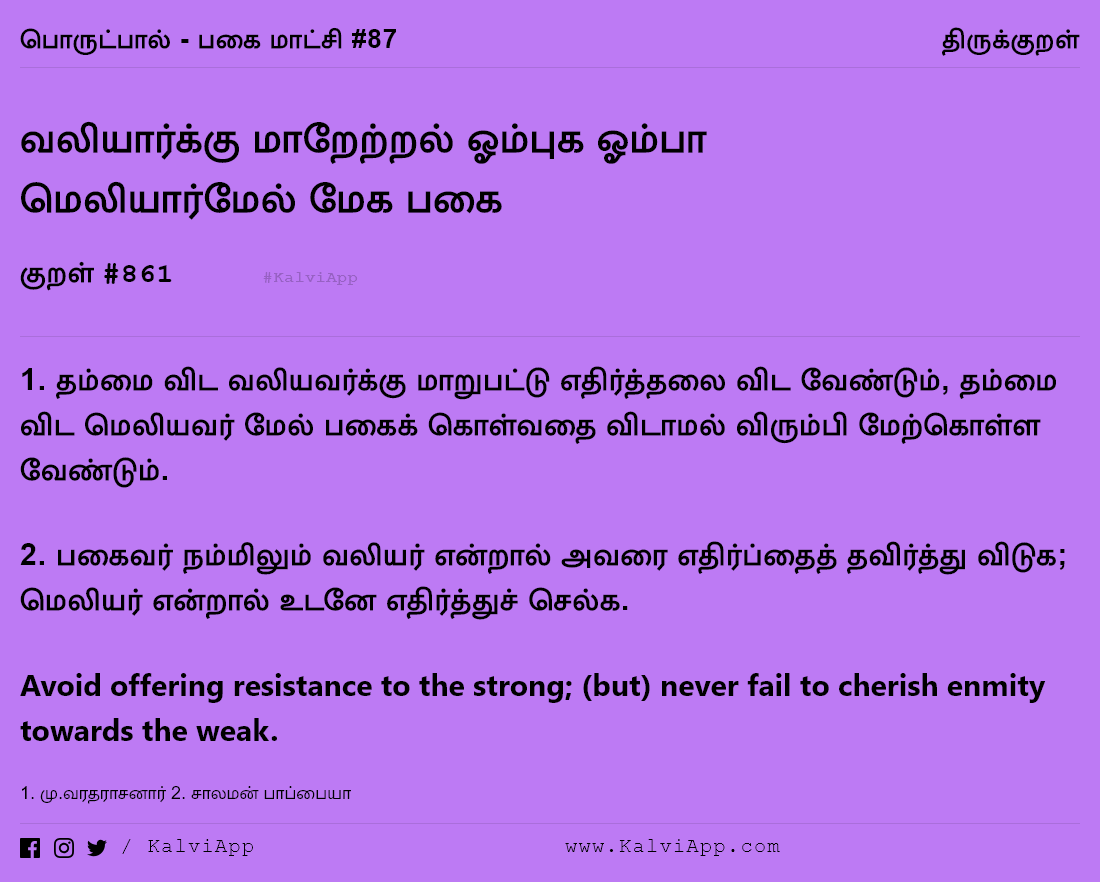 பொருட்பால் - பகை மாட்சி #87 திருக்குறள்
வலியார்க்கு மாறேற்றல் ஓம்புக ஓம்பா
மெலியார்மேல் மேக பகை
குறள் #861 #KalviApp
1. தம்மை விட வலியவர்க்கு மாறுபட்டு எதிர்த்தலை விட வேண்டும், தம்மை
விட மெலியவர் மேல் பகைக் கொள்வதை விடாமல் விரும்பி மேற்கொள்ள
வேண்டும்.
2. பகைவர் நம்மிலும் வலியர் என்றால் அவரை எதிர்ப்தைத் தவிர்த்து விடுக;
மெலியர் என்றால் உடனே எதிர்த்துச் செல்க.
Avoid offering resistance to the strong; (but) never fail to cherish enmity
towards the weak.
1. மு.வரதராசனார் 2. சாலமன் பாப்பையா
/ KalviApp www.KalviApp.com